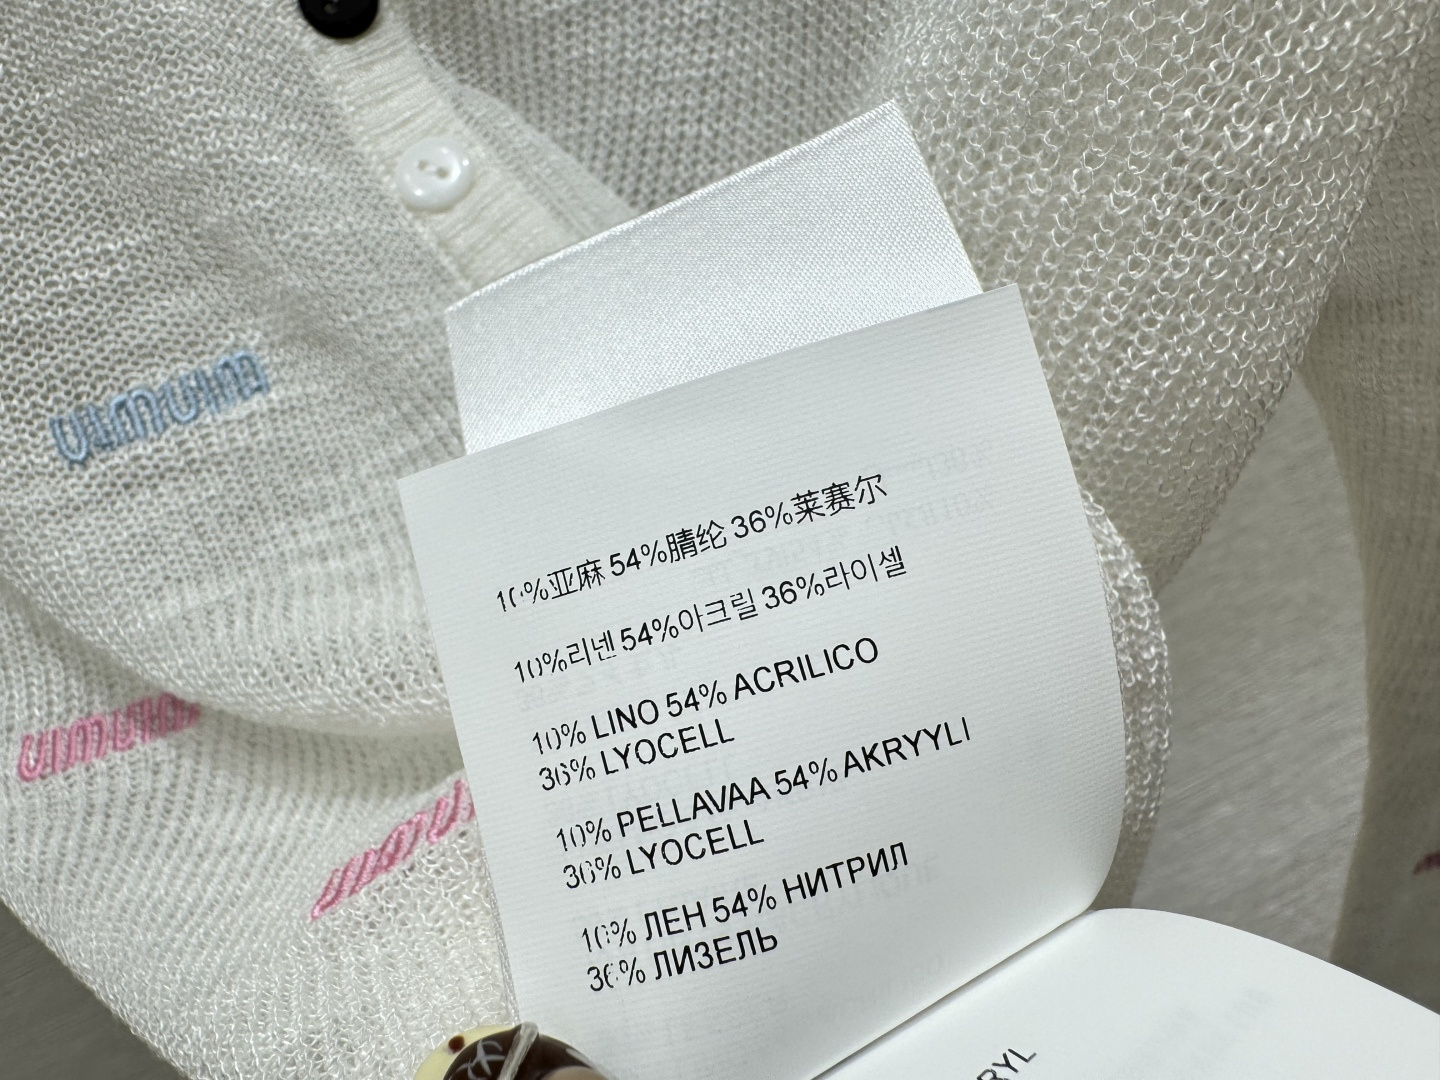 10%亚麻 54%腈纶 36%莱赛尔
10%리넨 54%아크릴 36%라이셀
10% LINO 54% ACRILICO
36% LYOCELL
10% PELLAVAA 54% AKRYYLI
36% LYOCELL
10% ЛЕН 54% НИТРИЛ
36% ЛИЗЕЛЬ
RYL